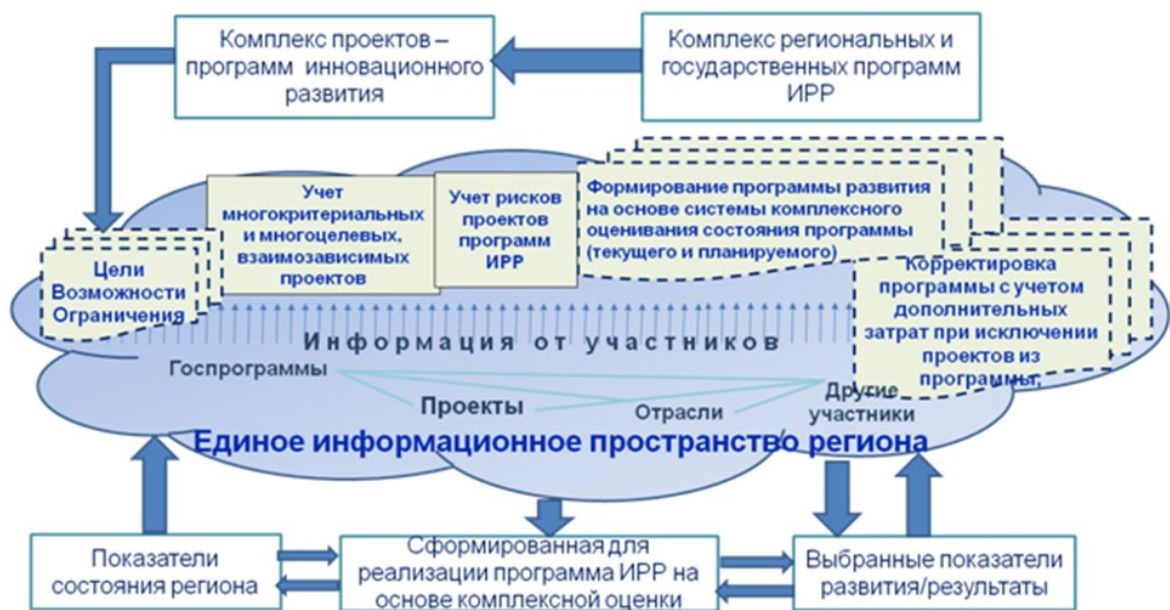 Комплекс проектов –
программ инновационного
развития
Комплекс региональных и
государственных программ
ИРР
Цели
Возможности
Ограничения
Учет
многокритериальных
и многоцелевых,
взаимозависимых
проектов
Учет рисков
проектов
программ
ИРР
Формирование программы развития
на основе системы комплексного
оценивания состояния программы
(текущего и планируемого)
Корректировка
программы с учетом
дополнительных
затрат при исключении
проектов из
программы,
Информация от участников
Госпрограммы
Проекты
Отрасли
Другие
участники
Единое информационное пространство региона
Показатели
состояния региона
Сформированная для
реализации программа ИРР на
основе комплексной оценки
Выбранные показатели
развития/результаты